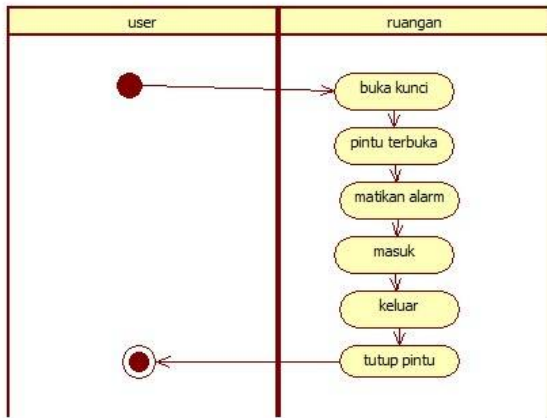 user
ruangan
buka kunci
pintu terbuka
matikan alarm
masuk
keluar
tutup pintu